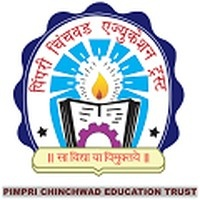 पिंपरी चिंचवड एज्युकेशन ट्रस्ट
॥ सा विद्या या विमुक्तये ॥
PIMPRI CHINCHWAD EDUCATION TRUST